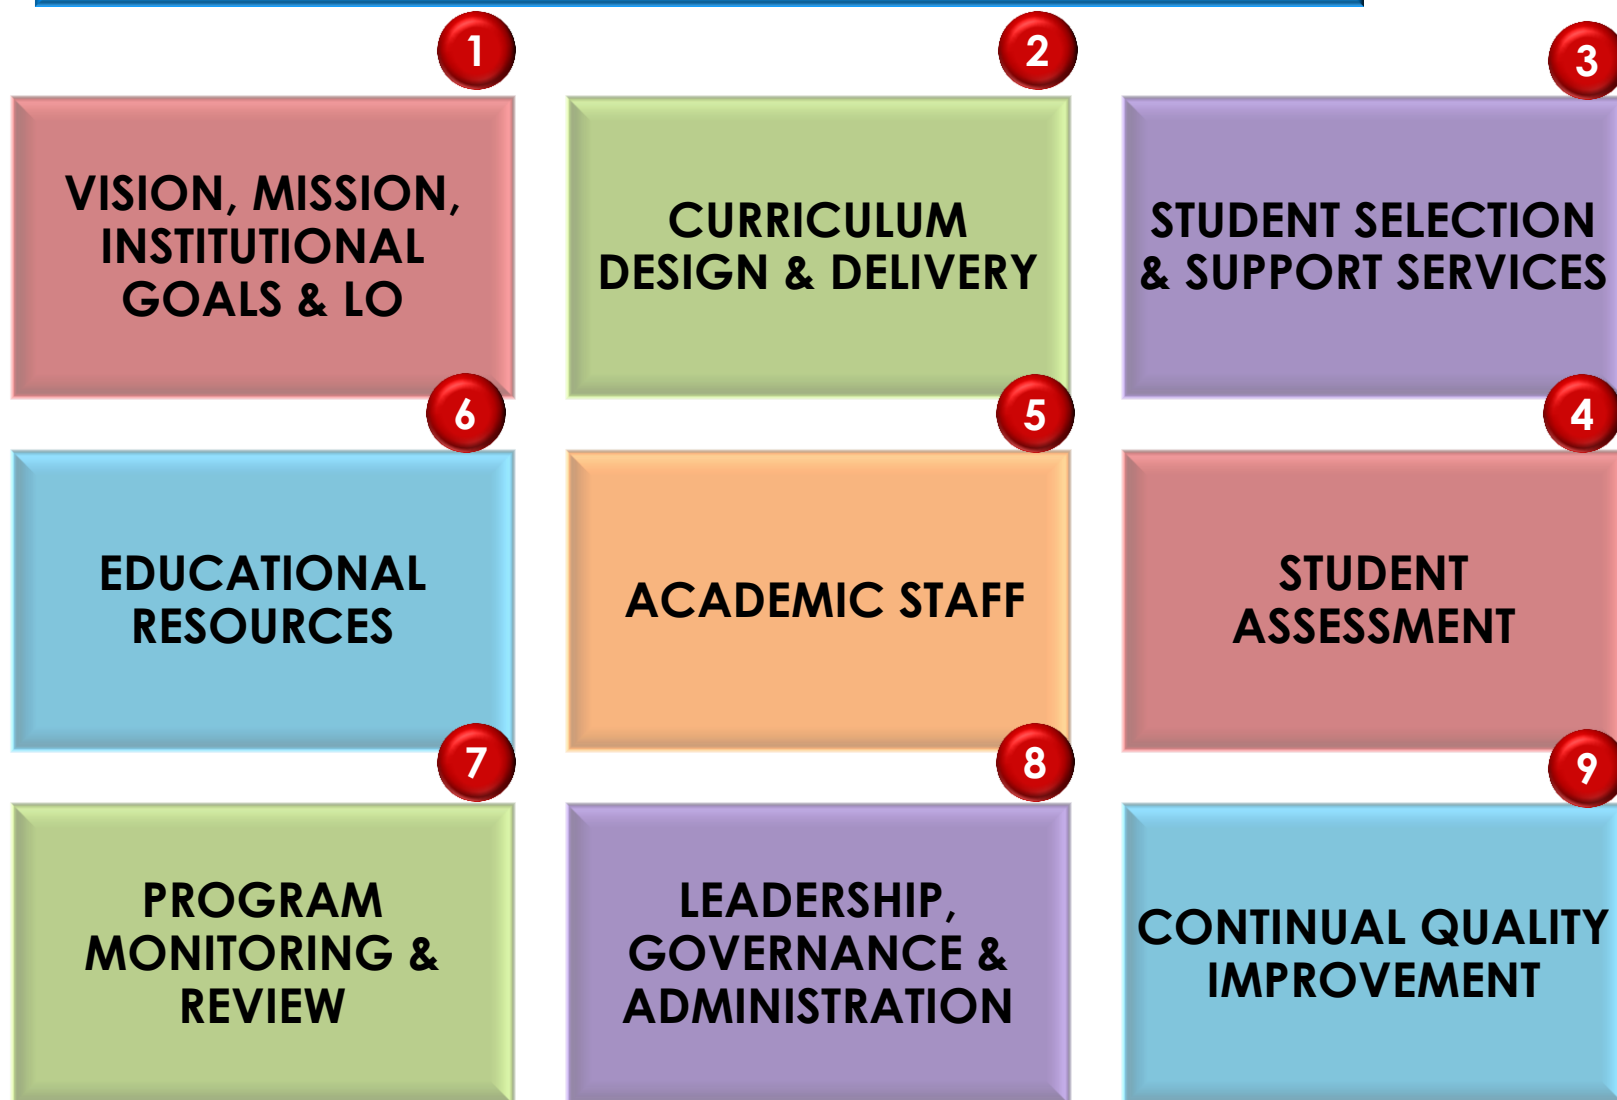 1
VISION, MISSION,
INSTITUTIONAL
GOALS & LO
2
CURRICULUM
DESIGN & DELIVERY
3
STUDENT SELECTION
& SUPPORT SERVICES
6
EDUCATIONAL
RESOURCES
5
ACADEMIC STAFF
4
STUDENT
ASSESSMENT
7
PROGRAM
MONITORING &
REVIEW
8
LEADERSHIP,
GOVERNANCE &
ADMINISTRATION
9
CONTINUAL QUALITY
IMPROVEMENT